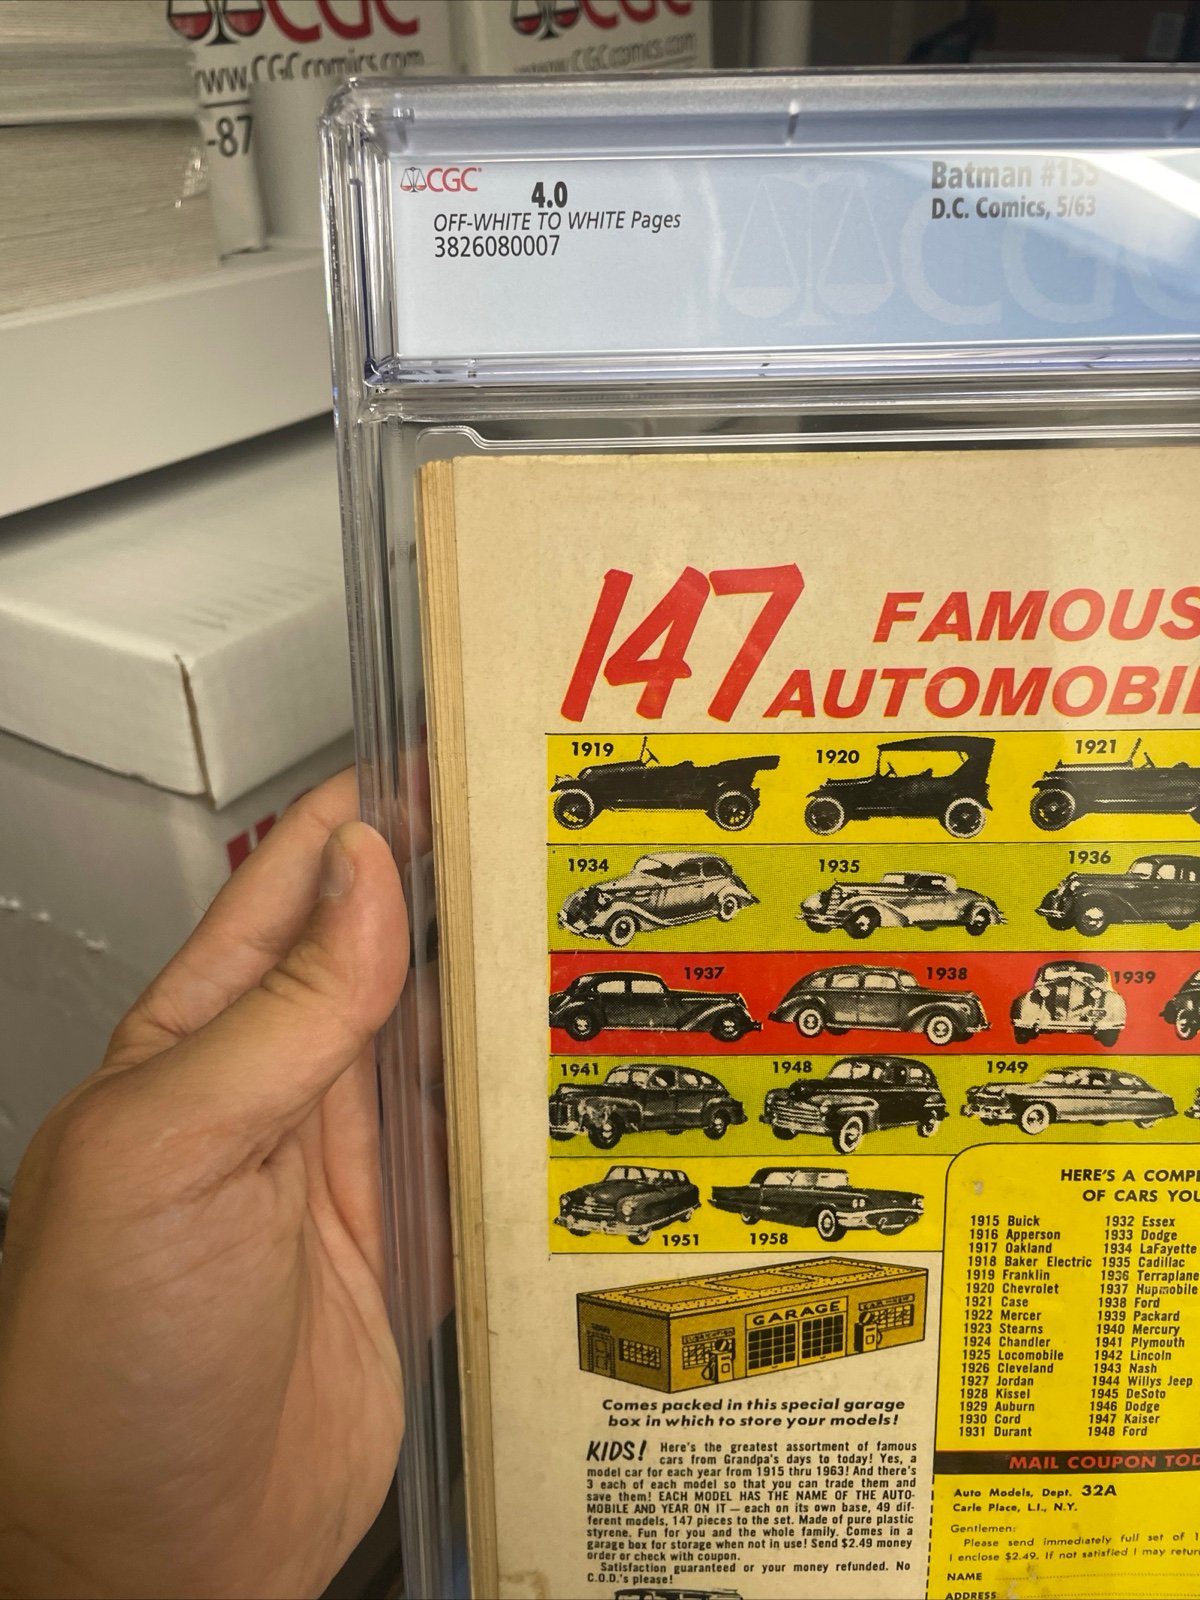 CGC
www.CGCcomics.com
-87
CGC
4.0
OFF-WHITE TO WHITE Pages
3826080007
Batman #155
D.C. Comics, 5/63
147 FAMOUS
1919
1920
1921
1934
1935
1936
1937
1938
1939
1941
1948
1949
1951
1958
GARAGE
Comes packed in this special garage
box in which to store your models!
KIDS! Here's the greatest assortment of famous
cars from Grandpa's days to today! Yes, a
model car for each year from 1915 thru 1963! And there's
3 each of each model so that you can trade them and
save them! EACH MODEL HAS THE NAME OF THE AUTO-
MOBILE AND YEAR ON IT — each on its own base, 49 dif-
ferent models, 147 pieces to the set. Made of pure plastic
styrene. Fun for you and the whole family. Comes in a
garage box for storage when not in use! Send $2.49 money
order or check with coupon.
Satisfaction guaranteed or your money refunded. No
C.O.D.'s please!
HERE'S A
OF CARS
1915 Buick
1916 Apperson
1917 Oakland
1918 Baker Electric
1919 Franklin
1920 Chevrolet
1921 Case
1922 Mercer
1923 Stearns
1924 Chandler
1925 Locomobile
1926 Cleveland
1927 Jordan
1928 Kissel
1929 Auburn
1930 Cord
1931 Durant
1932 Essex
1933 Dodge
1934 LaFayette
1935 Cadillac
1936 Terraplane
1937 Hupmobile
1938 Ford
1939 Packard
1940 Mercury
1941 Plymouth
1942 Lincoln
1943 Nash
1944 Willys Jeep
1945 DeSoto
1946 Dodge
1947 Kaiser
1948 Ford
MAIL COUPON
Auto Models, Dept. 32A
Carle Place, L.I., N.Y.
Gentlemen:
Please send immediately full set of
I enclose $2.49. If not satisfied I may
NAME
ADDRESS